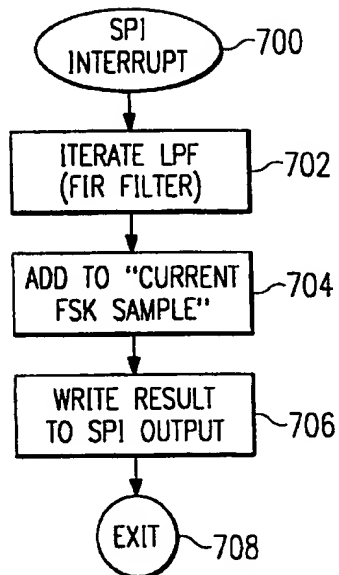 SPI
INTERRUPT
700
ITERATE LPF
(FIR FILTER)
702
ADD TO "CURRENT
FSK SAMPLE"
704
WRITE RESULT
TO SPI OUTPUT
706
EXIT
708